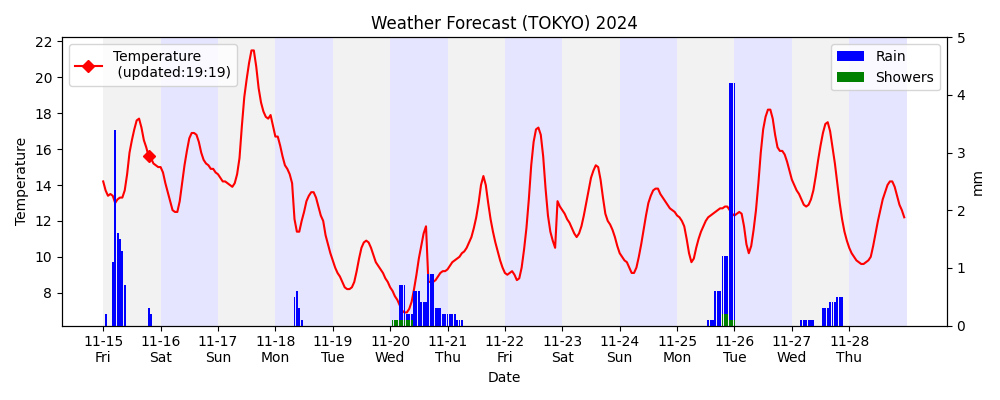 Weather Forecast (TOKYO) 2024
Temperature
(updated:19:19)
Rain
Showers
22
20
18
16
14
12
10
8
Temperature
5
4
3
2
1
0
mm
11-15 11-16 11-17 11-18 11-19 11-20 11-21 11-22 11-23 11-24 11-25 11-26 11-27 11-28
Fri Sat Sun Mon Tue Wed Thu Fri Sat Sun Mon Tue Wed Thu
Date